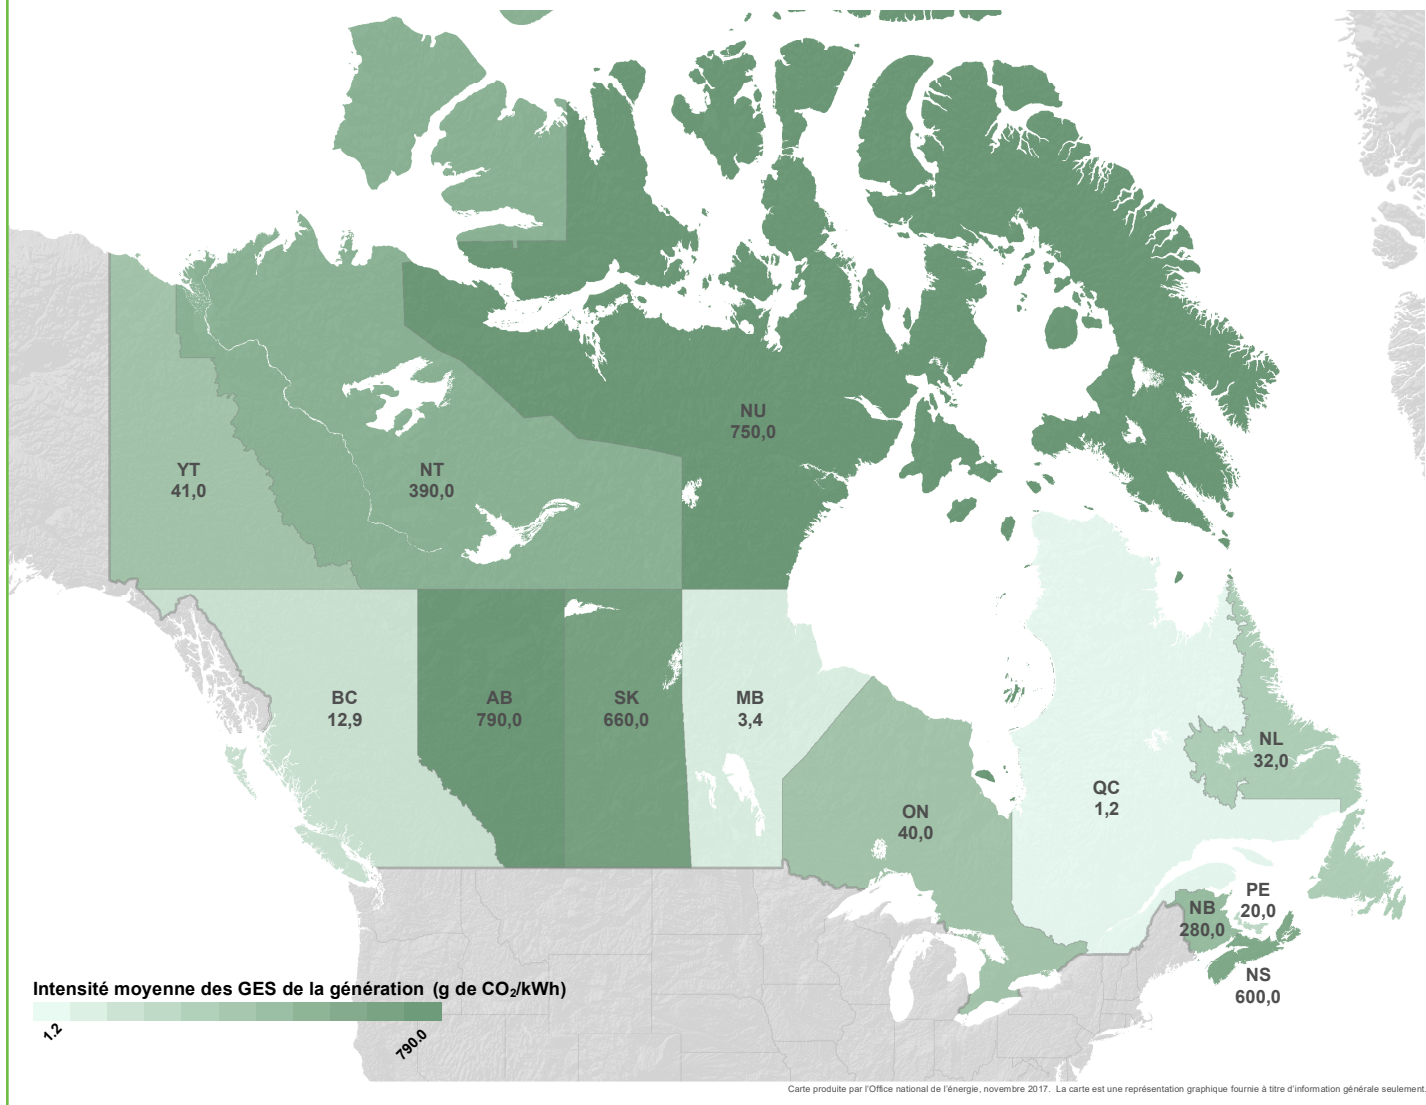 NU
750,0
YT
41,0
NT
390,0
BC
12,9
AB
790,0
SK
660,0
MB
3,4
NL
32,0
QC
1,2
ON
40,0
PE
20,0
NB
280,0
NS
600,0
Intensité moyenne des GES de la génération (g de CO₂/kWh)
1.2
790.0
Carte produite par l'Office national de l'énergie, novembre 2017. La carte est une représentation graphique fournie à titre d'information générale seulement.